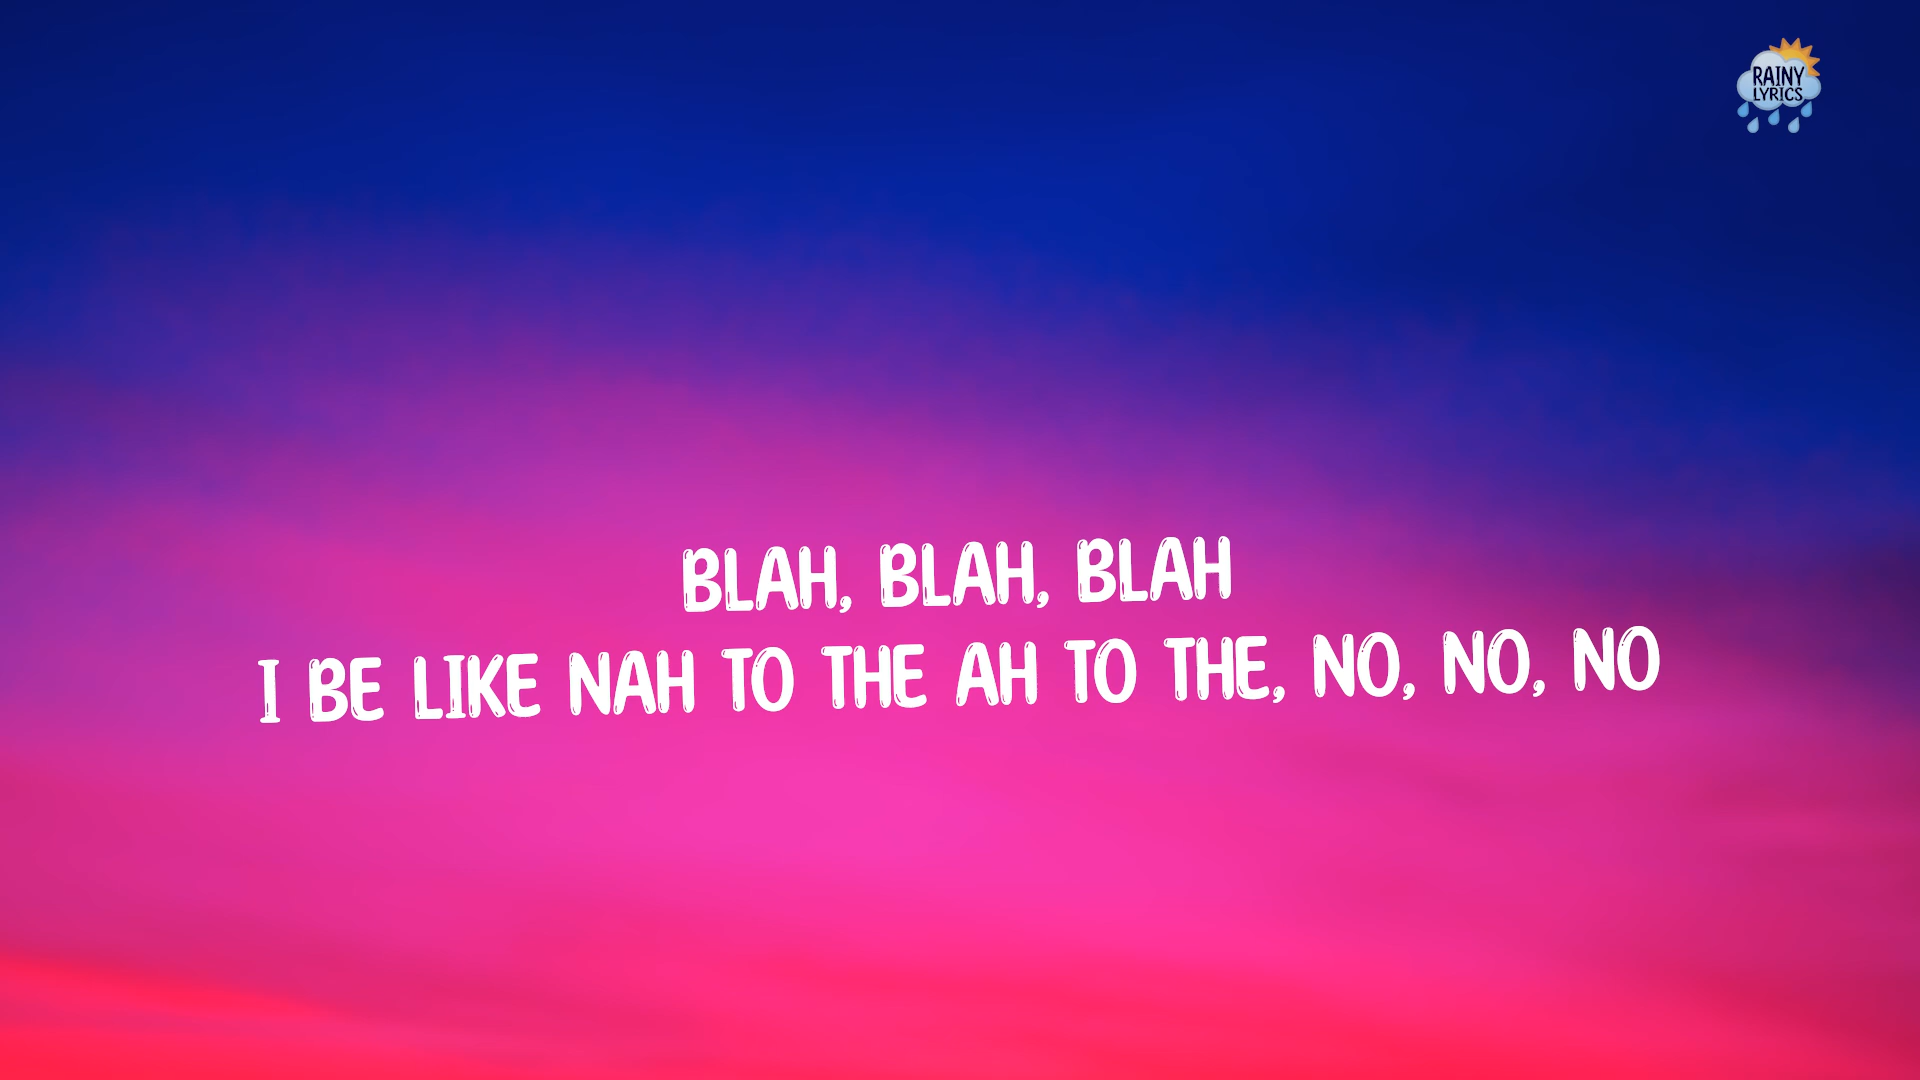 RAINY
LYRICS
BLAH, BLAH, BLAH
I BE LIKE NAH TO THE AH TO THE, NO, NO, NO